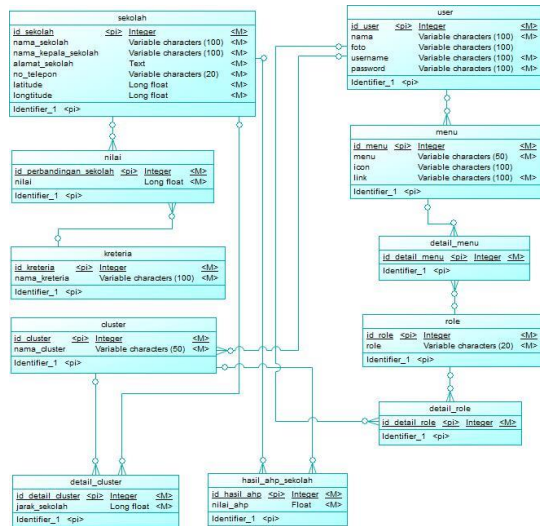 sekolah
id_sekolah <pi> Integer <M>
nama_sekolah Variable characters (100) <M>
nama_kepala_sekolah Variable characters (100) <M>
alamat_sekolah Text <M>
no_telepon Variable characters (20) <M>
latitude Long float <M>
longtitude Long float <M>
Identifier_1 <pi>
user
id_user <pi> Integer <M>
nama Variable characters (100) <M>
foto Variable characters (100)
username Variable characters (100) <M>
password Variable characters (100) <M>
Identifier_1 <pi>
nilai
id_perbandingan_sekolah <pi> Integer <M>
nilai Long float <M>
Identifier_1 <pi>
menu
id_menu <pi> Integer <M>
menu Variable characters (50) <M>
icon Variable characters (100)
link Variable characters (100) <M>
Identifier_1 <pi>
kreteria
id_kreteria <pi> Integer <M>
nama_kreteria Variable characters (100) <M>
Identifier_1 <pi>
detail_menu
id_detail_menu <pi> Integer <M>
Identifier_1 <pi>
cluster
id_cluster <pi> Integer <M>
nama_cluster Variable characters (50) <M>
Identifier_1 <pi>
role
id_role <pi> Integer <M>
role Variable characters (20) <M>
Identifier_1 <pi>
detail_role
id_detail_role <pi> Integer <M>
Identifier_1 <pi>
detail_cluster
id_detail_cluster <pi> Integer <M>
jarak_sekolah Long float <M>
Identifier_1 <pi>
hasil_ahp_sekolah
id_hasil_ahp <pi> Integer <M>
nilai_ahp Float <M>
Identifier_1 <pi>